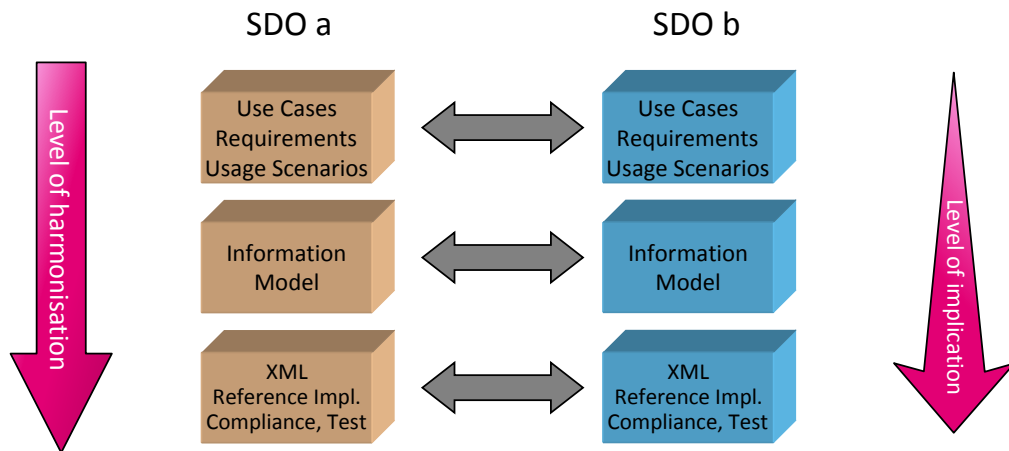 SDO a
SDO b
Level of harmonisation
Use Cases
Requirements
Usage Scenarios
Use Cases
Requirements
Usage Scenarios
Information
Model
Information
Model
XML
Reference Impl.
Compliance, Test
XML
Reference Impl.
Compliance, Test
Level of implication